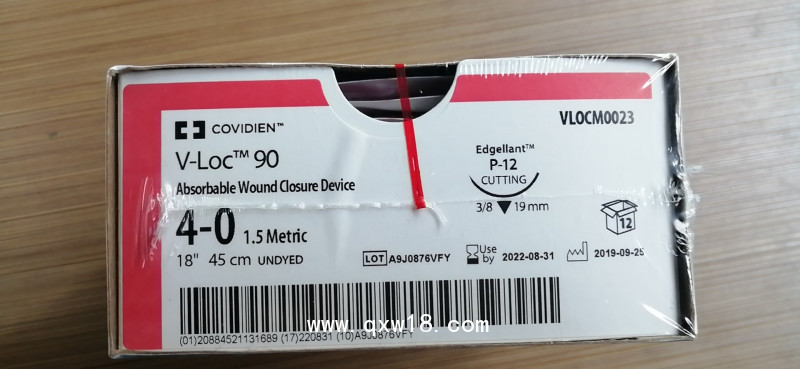 COVIDIEN™
VLOCM0023
V-Loc™ 90
Absorbable Wound Closure Device
Edgellant™
P-12
CUTTING
3/8 19 mm
4-0 1.5 Metric
12
18" 45 cm UNDYED
LOT A9J0876VFY
Use by 2022-08-31
2019-09-25
www.qxw18.com
(01)20884521131689 (17)220831 (10)A9J0876VFY